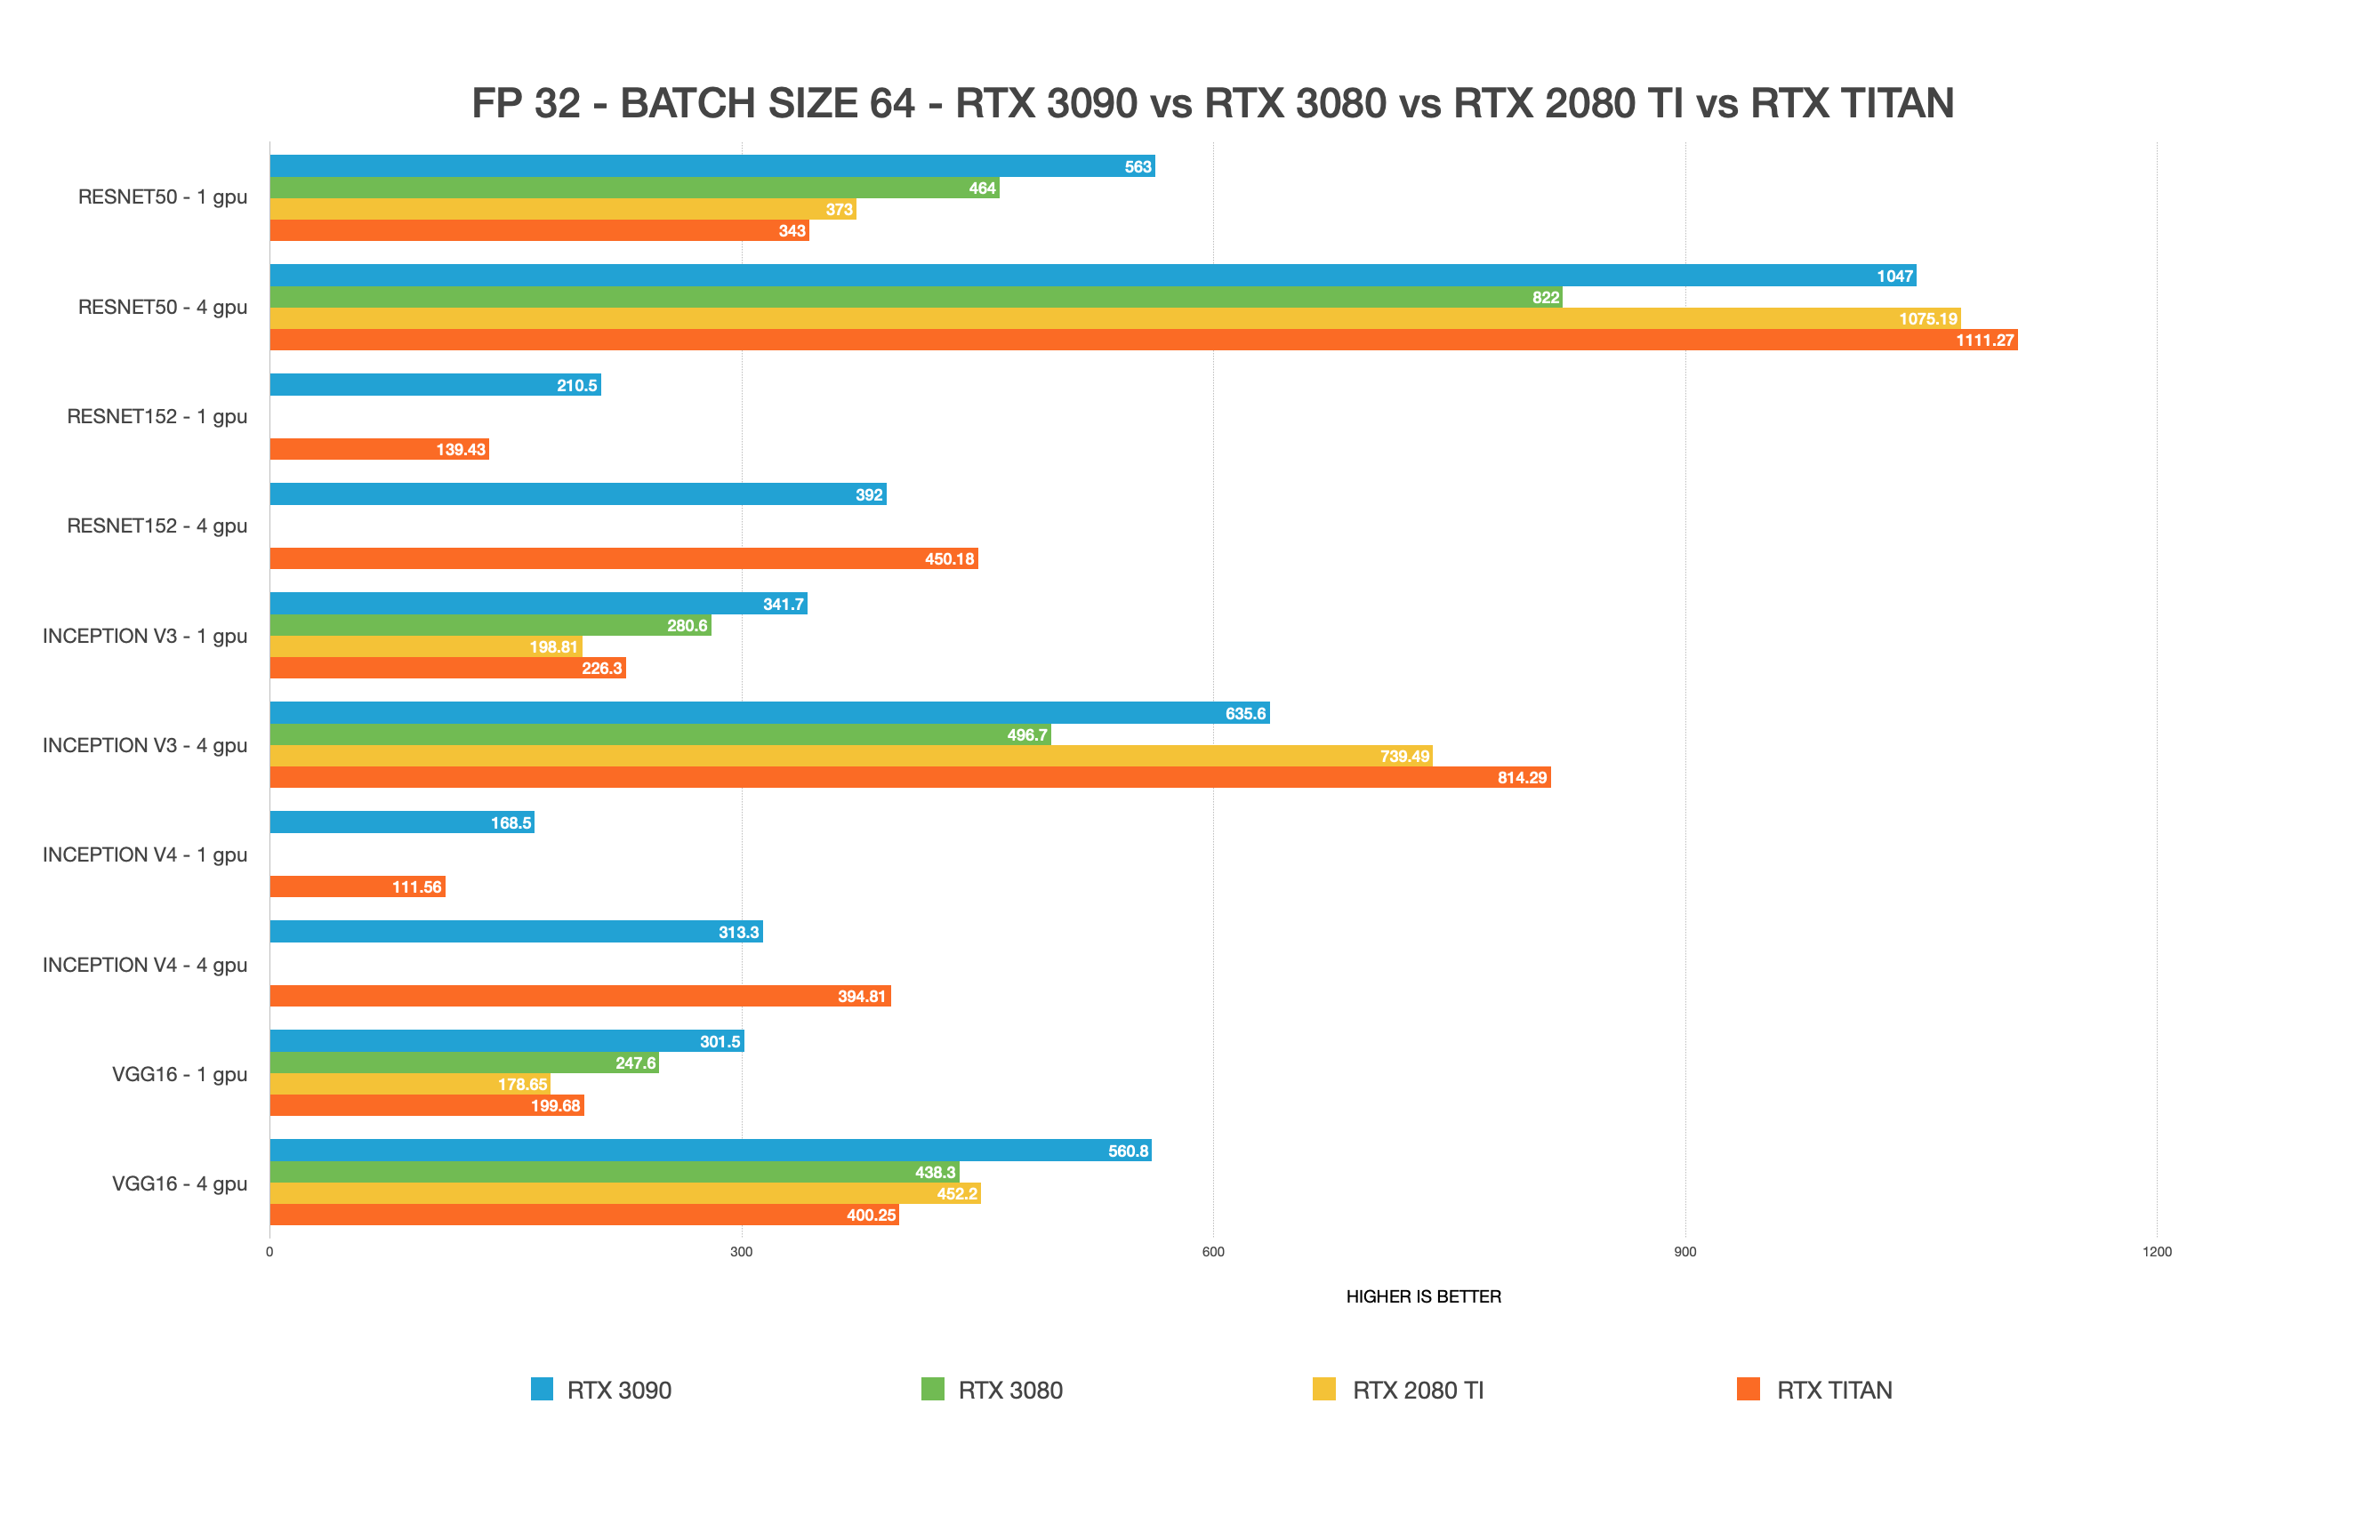 FP 32 - BATCH SIZE 64 - RTX 3090 vs RTX 3080 vs RTX 2080 TI vs RTX TITAN
RESNET50 - 1 gpu
563
464
373
343
RESNET50 - 4 gpu
1047
822
1075.19
1111.27
RESNET152 - 1 gpu
210.5
139.43
RESNET152 - 4 gpu
392
450.18
INCEPTION V3 - 1 gpu
341.7
280.6
198.81
226.3
INCEPTION V3 - 4 gpu
635.6
496.7
739.49
814.29
INCEPTION V4 - 1 gpu
168.5
111.56
INCEPTION V4 - 4 gpu
313.3
394.81
VGG16 - 1 gpu
301.5
247.6
178.65
199.68
VGG16 - 4 gpu
560.8
438.3
452.2
400.25
0 300 600 900 1200
HIGHER IS BETTER
RTX 3090 RTX 3080 RTX 2080 TI RTX TITAN